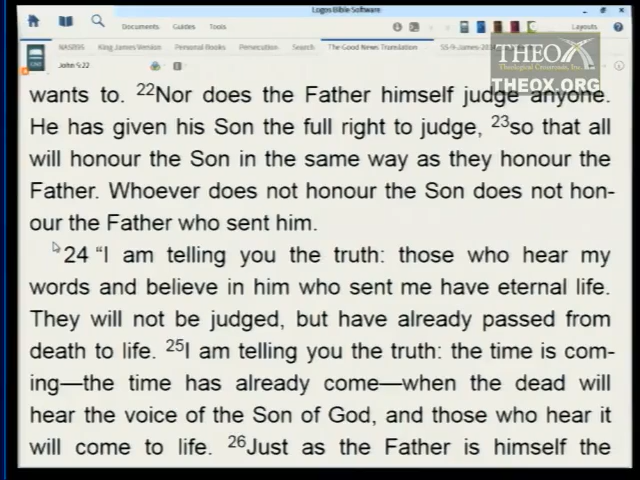 Logos Bible Software
Documents Guides Tools Layouts
NASB95 King James Version Personal Books Persecution Search The Good News Translation
THEOX
THEOX.ORG
John 5:22
wants to. 22Nor does the Father himself judge anyone.
He has given his Son the full right to judge, 23so that all
will honour the Son in the same way as they honour the
Father. Whoever does not honour the Son does not hon-
our the Father who sent him.
24 “I am telling you the truth: those who hear my
words and believe in him who sent me have eternal life.
They will not be judged, but have already passed from
death to life. 25I am telling you the truth: the time is com-
ing—the time has already come—when the dead will
hear the voice of the Son of God, and those who hear it
will come to life. 26Just as the Father is himself the